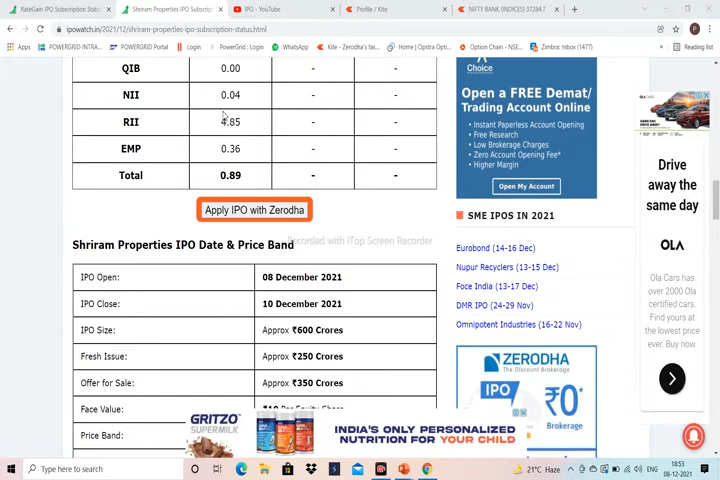 RateGain IPO Subscription Statu
Shriram Properties IPO Subscript
IPO - YouTube
Profile / Kite
NIFTY BANK (INDICES) 37284.7
ipowatch.in/2021/12/shriram-properties-ipo-subscription-status.html
Apps
POWERGRID INTRA...
POWERGRID Portal
Login
PowerGrid : Login
WhatsApp
Kite - Zerodha's fas...
Home | Opstra Opti...
Option Chain - NSE...
Zimbra: Inbox (1477)
Reading list
QIB 0.00 - -
NII 0.04 - -
RII 4.85 - -
EMP 0.36 - -
Total 0.89 - -
Apply IPO with Zerodha
Recorded with iTop Screen Recorder
Shriram Properties IPO Date & Price Band
IPO Open: 08 December 2021
IPO Close: 10 December 2021
IPO Size: Approx ₹600 Crores
Fresh Issue: Approx ₹250 Crores
Offer for Sale: Approx ₹350 Crores
Face Value: ₹10 Per Equity Share
Price Band:
Choice
Open a FREE Demat/
Trading Account Online
• Instant Paperless Account Opening
• Free Research
• Low Brokerage Charges
• Zero Account Opening Fee*
• Higher Margin
Open My Account
SME IPOS IN 2021
Eurobond (14-16 Dec)
Nupur Recyclers (13-15 Dec)
Foce India (13-17 Dec)
DMR IPO (24-29 Nov)
Omnipotent Industries (16-22 Nov)
ZERODHA
The Discount Brokerage
IPO
₹0*
Brokerage
Drive
away the
same day
OLA
Ola Cars has
over 2000 Ola
certified cars.
Find yours at
the lowest price
ever.
GRITZO
SUPERMILK
INDIA'S ONLY PERSONALIZED
NUTRITION FOR YOUR CHILD
Type here to search
21°C Haze
ENG
18:53
08-12-2021